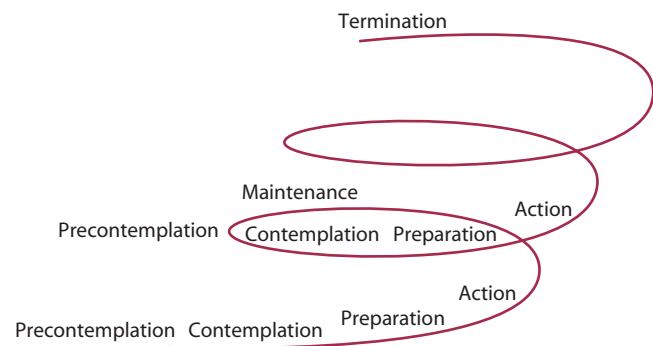 Termination
Maintenance
Action
Precontemplation
Contemplation Preparation
Action
Preparation
Precontemplation Contemplation